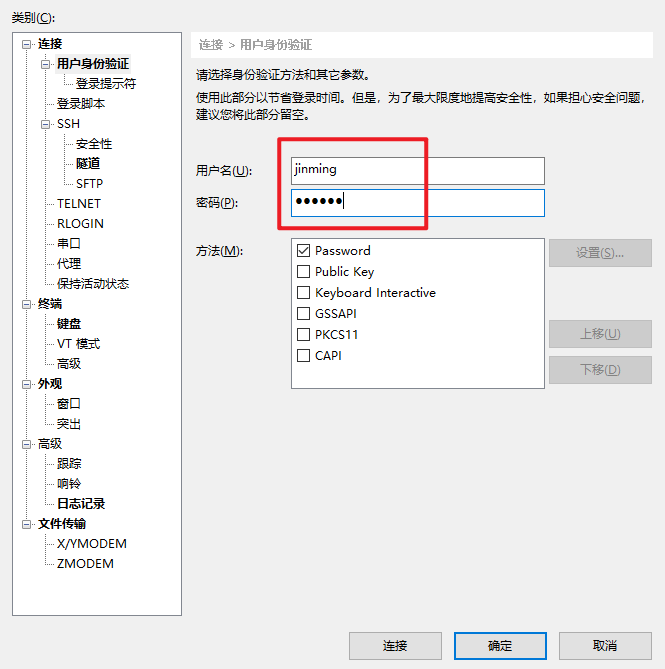 类别(C):
连接
用户身份验证
登录提示符
登录脚本
SSH
安全性
隧道
SFTP
TELNET
RLOGIN
串口
代理
保持活动状态
终端
键盘
VT 模式
高级
外观
窗口
突出
高级
跟踪
响铃
日志记录
文件传输
X/YMODEM
ZMODEM
连接 > 用户身份验证
请选择身份验证方法和其它参数。
使用此部分以节省登录时间。但是，为了最大限度地提高安全性，如果担心安全问题，
建议您将此部分留空。
用户名(U):
jinming
密码(P):
●●●●●●
方法(M):
Password
Public Key
Keyboard Interactive
GSSAPI
PKCS11
CAPI
设置(S)...
上移(U)
下移(D)
连接
确定
取消